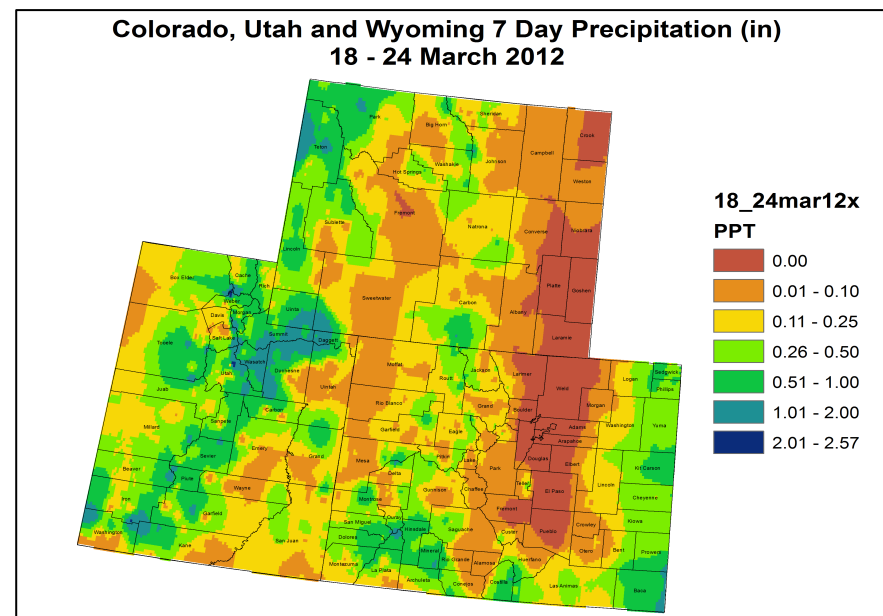 Colorado, Utah and Wyoming 7 Day Precipitation (in)
18 - 24 March 2012
18_24mar12x
PPT
0.00
0.01 - 0.10
0.11 - 0.25
0.26 - 0.50
0.51 - 1.00
1.01 - 2.00
2.01 - 2.57
Park
Sheridan
Big Horn
Crook
Teton
Washakie
Johnson
Campbell
Hot Springs
Weston
Fremont
Sublette
Natrona
Converse
Niobrara
Lincoln
Platte
Goshen
Sweetwater
Carbon
Albany
Uinta
Laramie
Box Elder
Cache
Rich
Weber
Morgan
Davis
Salt Lake
Summit
Daggett
Tooele
Wasatch
Duchesne
Utah
Uintah
Juab
Carbon
Sanpete
Millard
Emery
Grand
Sevier
Beaver
Piute
Wayne
Iron
Garfield
Washington
Kane
San Juan
Moffat
Routt
Jackson
Larimer
Weld
Logan
Sedgwick
Phillips
Rio Blanco
Grand
Boulder
Morgan
Garfield
Eagle
Adams
Washington
Yuma
Arapahoe
Mesa
Pitkin
Lake
Park
Douglas
Elbert
Kit Carson
Delta
Gunnison
Chaffee
Teller
El Paso
Lincoln
Cheyenne
Montrose
Fremont
Kiowa
Ouray
San Miguel
Hinsdale
Saguache
Custer
Pueblo
Crowley
Dolores
Mineral
Otero
Bent
Prowers
Rio Grande
Alamosa
Huerfano
Montezuma
La Plata
Archuleta
Conejos
Costilla
Las Animas
Baca